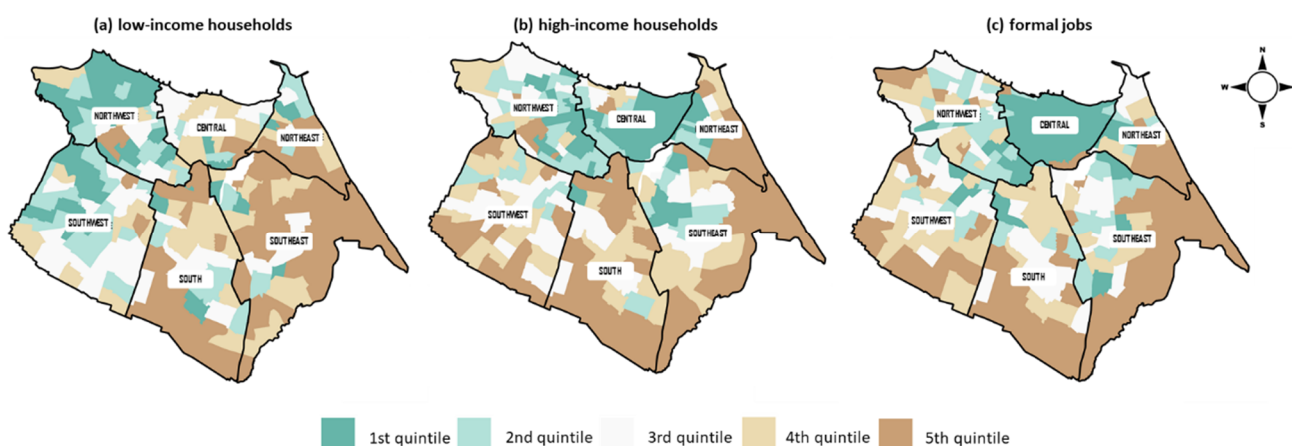 (a) low-income households
(b) high-income households
(c) formal jobs
NORTHWEST
CENTRAL
NORTHEAST
SOUTHWEST
SOUTHEAST
SOUTH
NORTHWEST
CENTRAL
NORTHEAST
SOUTHWEST
SOUTHEAST
SOUTH
NORTHWEST
CENTRAL
NORTHEAST
SOUTHWEST
SOUTHEAST
SOUTH
N
W
S
1st quintile
2nd quintile
3rd quintile
4th quintile
5th quintile